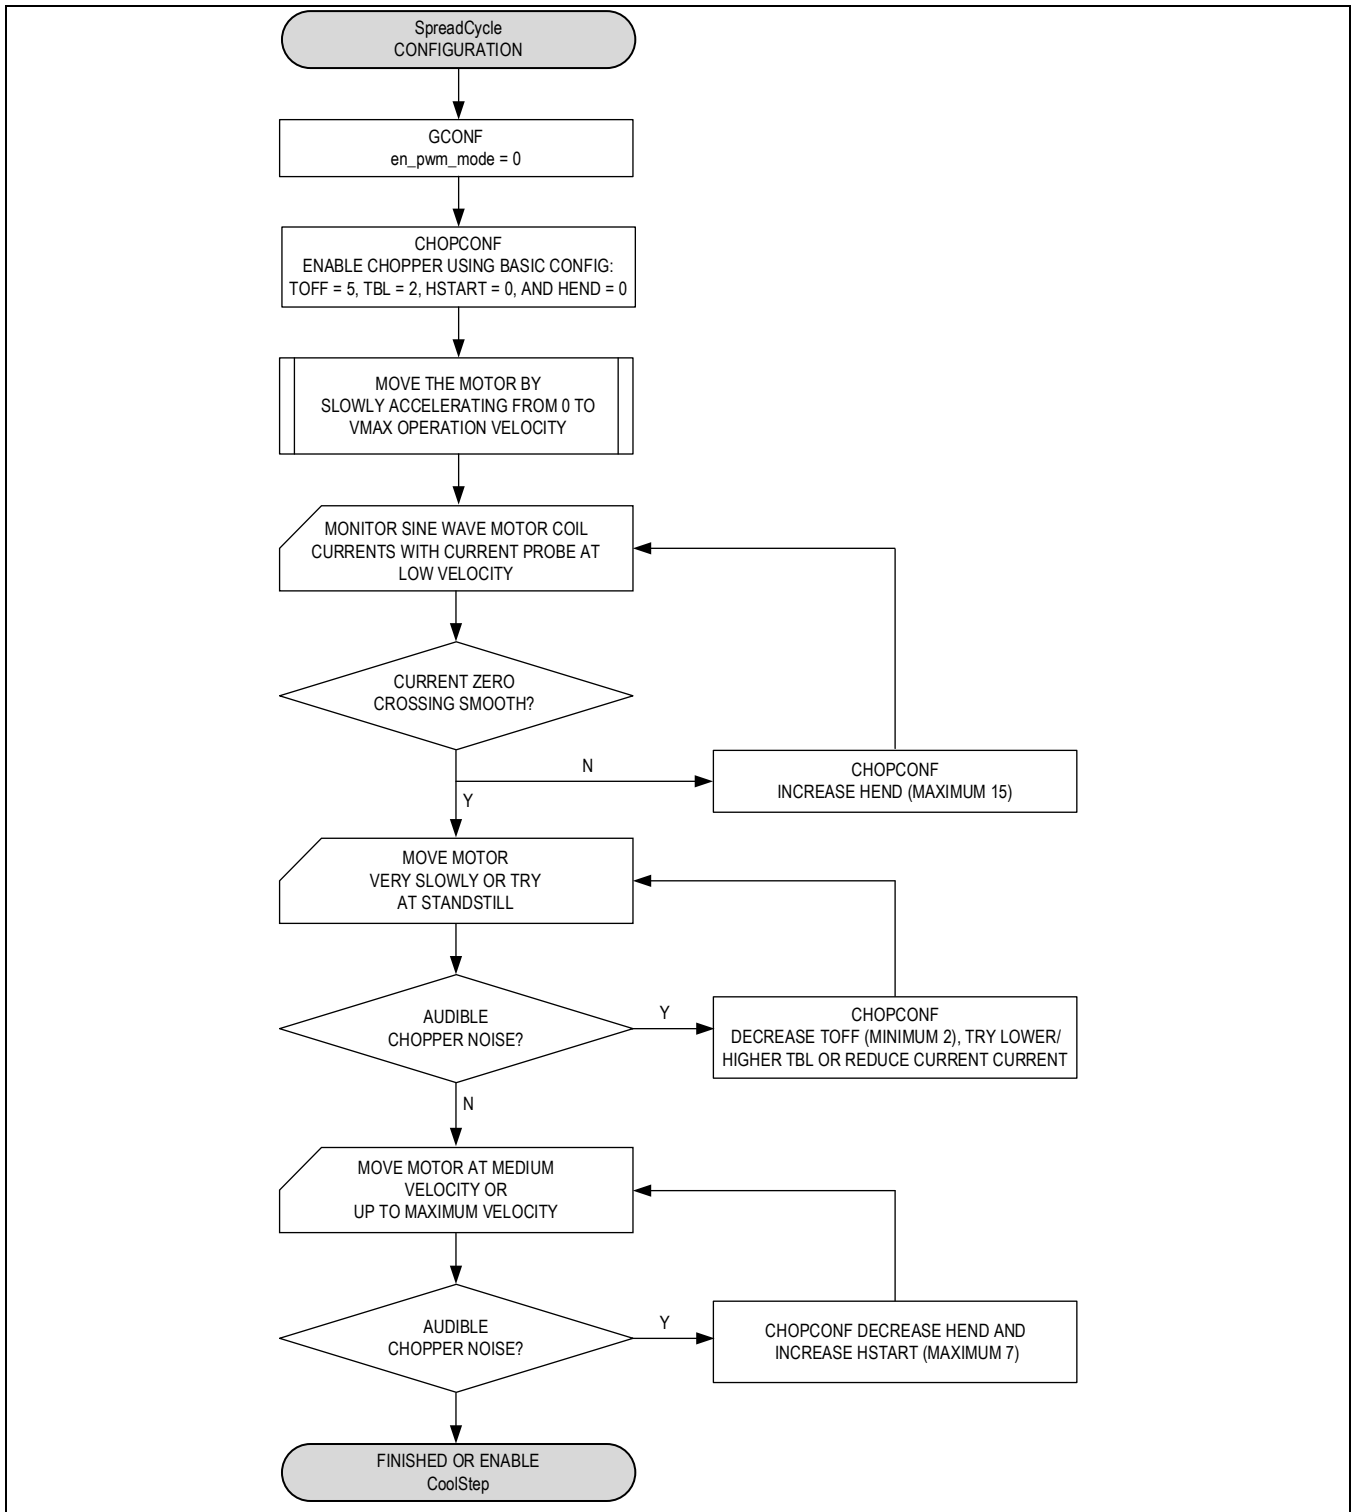 SpreadCycle
CONFIGURATION
GCONF
en_pwm_mode = 0
CHOPCONF
ENABLE CHOPPER USING BASIC CONFIG:
TOFF = 5, TBL = 2, HSTART = 0, AND HEND = 0
MOVE THE MOTOR BY
SLOWLY ACCELERATING FROM 0 TO
VMAX OPERATION VELOCITY
MONITOR SINE WAVE MOTOR COIL
CURRENTS WITH CURRENT PROBE AT
LOW VELOCITY
CURRENT ZERO
CROSSING SMOOTH?
N
CHOPCONF
INCREASE HEND (MAXIMUM 15)
Y
MOVE MOTOR
VERY SLOWLY OR TRY
AT STANDSTILL
AUDIBLE
CHOPPER NOISE?
Y
CHOPCONF
DECREASE TOFF (MINIMUM 2), TRY LOWER/
HIGHER TBL OR REDUCE CURRENT CURRENT
N
MOVE MOTOR AT MEDIUM
VELOCITY OR
UP TO MAXIMUM VELOCITY
AUDIBLE
CHOPPER NOISE?
Y
CHOPCONF DECREASE HEND AND
INCREASE HSTART (MAXIMUM 7)
FINISHED OR ENABLE
CoolStep